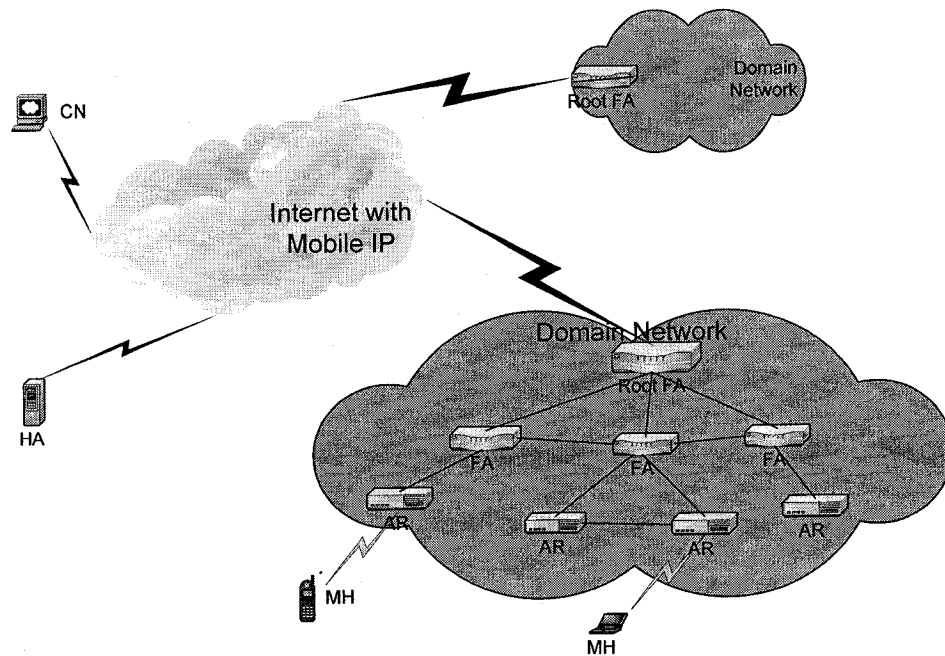 CN
Domain
Network
Root FA
Internet with
Mobile IP
HA
Domain Network
Root FA
FA
FA
FA
AR
AR
AR
AR
MH
MH